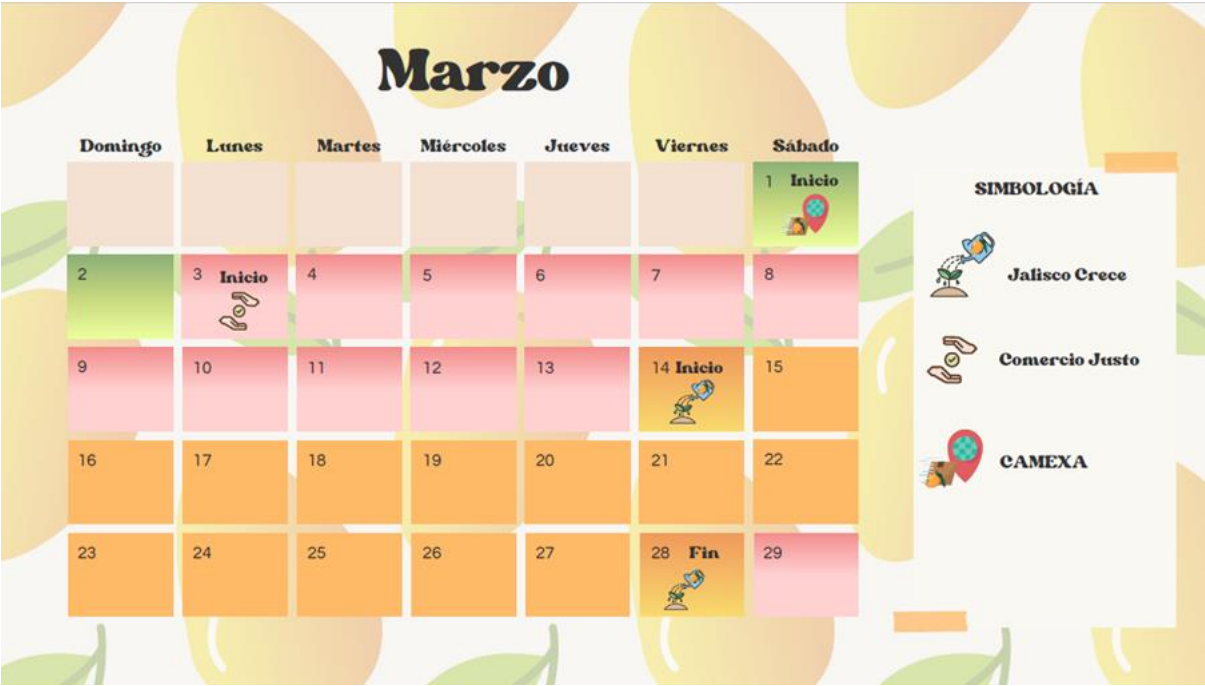 Marzo
Domingo Lunes Martes Miércoles Jueves Viernes Sábado
1 Inicio
2 3 Inicio 4 5 6 7 8
9 10 11 12 13 14 Inicio 15
16 17 18 19 20 21 22
23 24 25 26 27 28 Fin 29
SIMBOLOGÍA
Jalisco Crece
Comercio Justo
CAMEXA